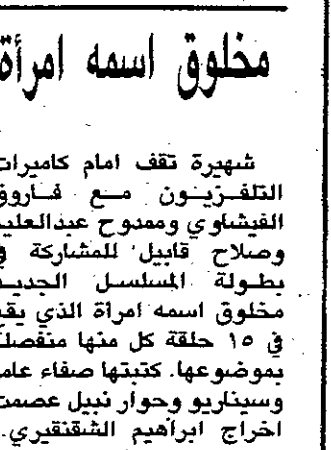 مخلوق اسمه امرأة
شهيرة تقف امام كاميرات
التلفزيون مع فاروق
الفيشاوي وممدوح عبدالعليم
وصلاح قابيل للمشاركة في
بطولة المسلسل الجديد
مخلوق اسمه امراة الذي يقع
في ١٥ حلقة كل منها منفصلة
بموضوعها. كتبتها صفاء عامر
وسيناريو وحوار نبيل عصمت
اخراج ابراهيم الشقنقيري.